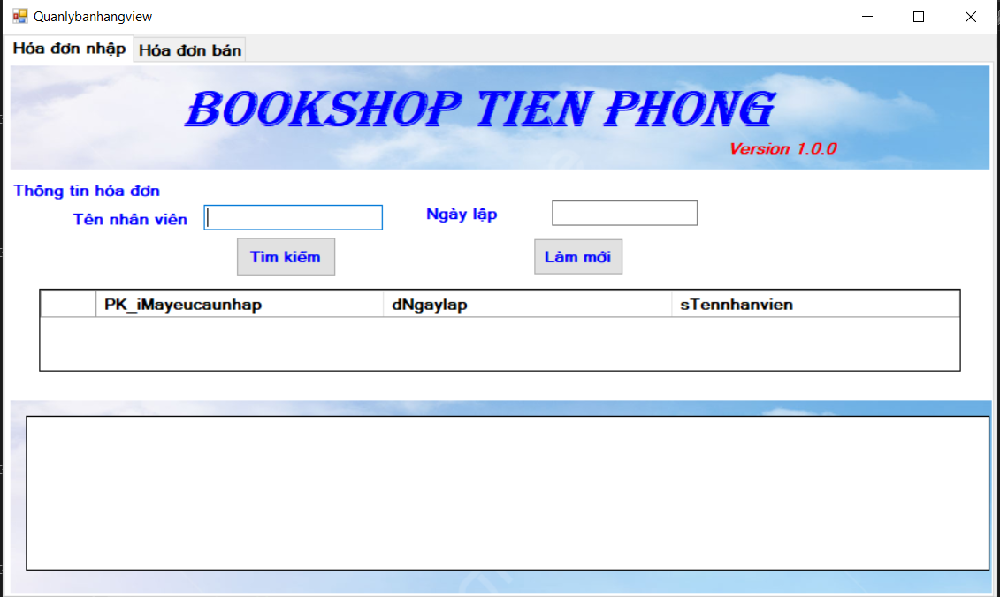 Quanlybanhangview
Hóa đơn nhập Hóa đơn bán
BOOKSHOP TIEN PHONG
Version 1.0.0
Thông tin hóa đơn
Tên nhân viên Ngày lập
Tìm kiếm Làm mới
PK_iMayeucaunhap dNgaylap sTennhanvien